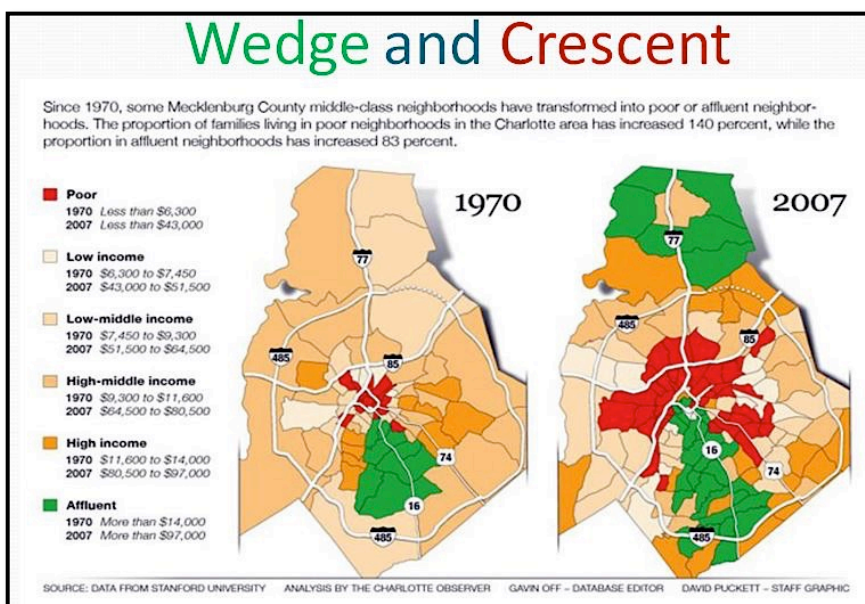 Wedge and Crescent
Since 1970, some Mecklenburg County middle-class neighborhoods have transformed into poor or affluent neighbor-
hoods. The proportion of families living in poor neighborhoods in the Charlotte area has increased 140 percent, while the
proportion in affluent neighborhoods has increased 83 percent.
Poor
1970 Less than $6,300
2007 Less than $43,000
Low income
1970 $6,300 to $7,450
2007 $43,000 to $51,500
Low-middle income
1970 $7,450 to $9,300
2007 $51,500 to $64,500
High-middle income
1970 $9,300 to $11,600
2007 $64,500 to $80,500
High income
1970 $11,600 to $14,000
2007 $80,500 to $97,000
Affluent
1970 More than $14,000
2007 More than $97,000
1970
77
485
85
74
16
485
2007
77
485
85
16
74
485
SOURCE: DATA FROM STANFORD UNIVERSITY ANALYSIS BY THE CHARLOTTE OBSERVER GAVIN OFF – DATABASE EDITOR DAVID PUCKETT – STAFF GRAPHIC